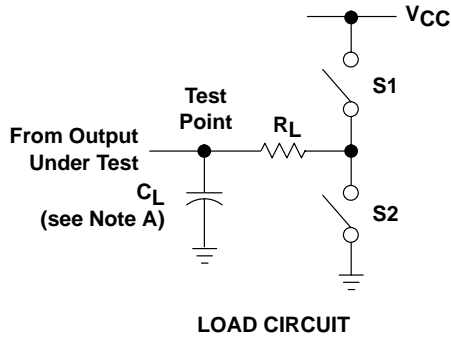 VCC
S1
Test
Point
RL
From Output
Under Test
CL
(see Note A)
S2
LOAD CIRCUIT